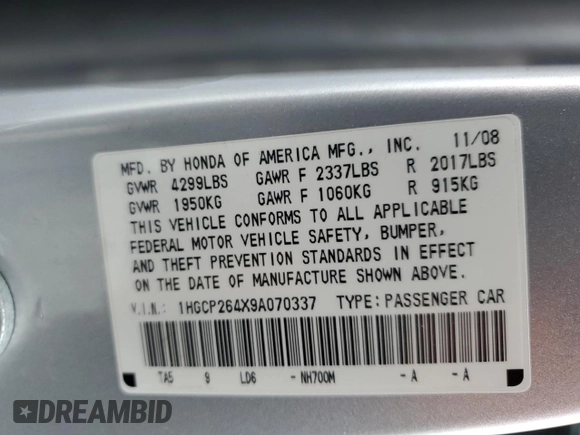 MFD. BY HONDA OF AMERICA MFG., INC. 11/08
GVWR 4299LBS GAWR F 2337LBS R 2017LBS
GVWR 1950KG GAWR F 1060KG R 915KG
THIS VEHICLE CONFORMS TO ALL APPLICABLE
FEDERAL MOTOR VEHICLE SAFETY, BUMPER,
AND THEFT PREVENTION STANDARDS IN EFFECT
ON THE DATE OF MANUFACTURE SHOWN ABOVE.
V.I.N.: 1HGCP264X9A070337 TYPE:PASSENGER CAR
TA5 9 LD6 -NH700M -A -A
DREAMBID